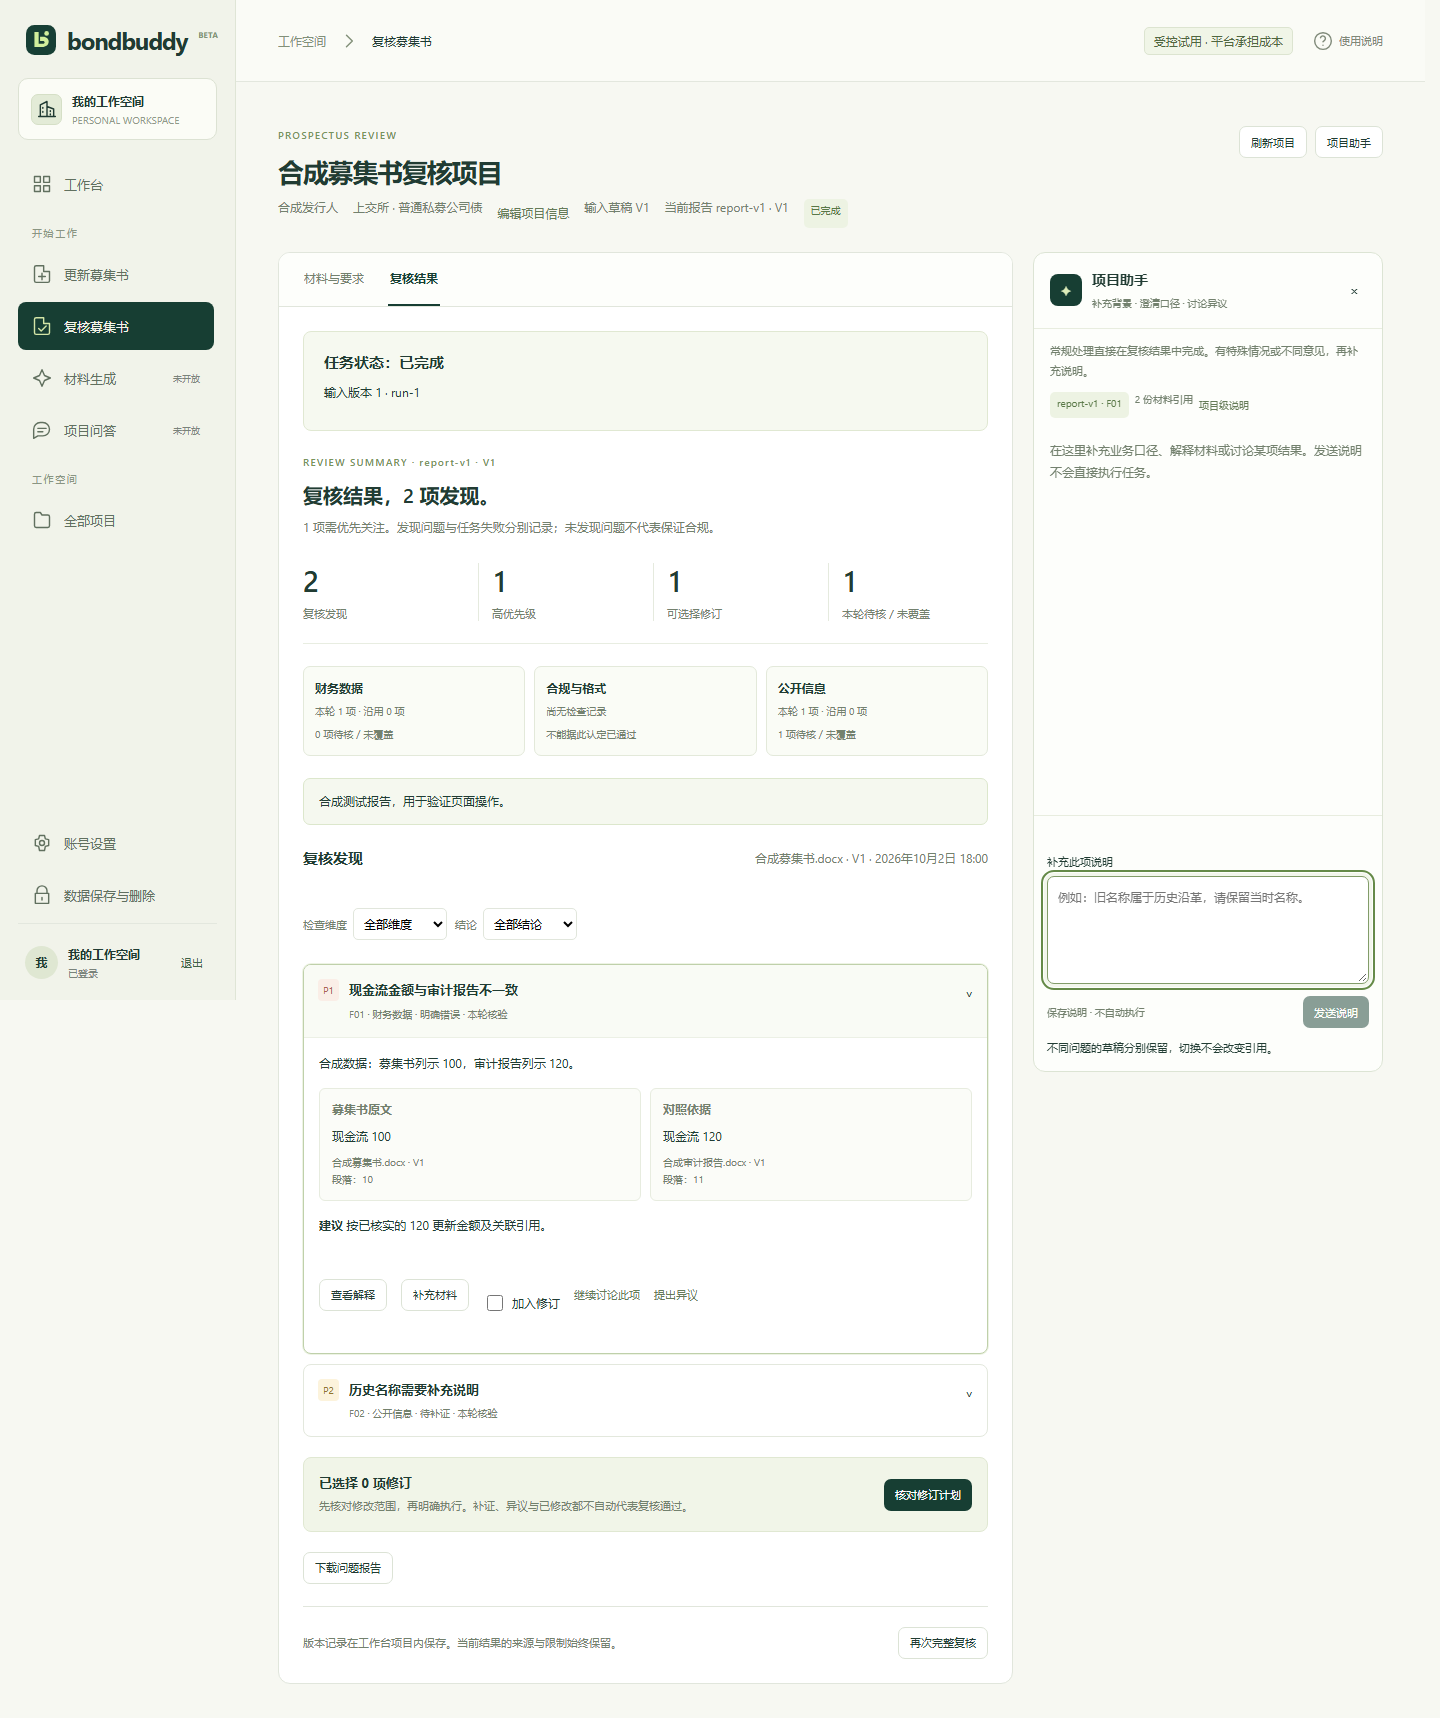 bondbuddy BETA
我的工作空间
PERSONAL WORKSPACE
工作台
开始工作
更新募集书
复核募集书
材料生成 未开放
项目问答 未开放
工作空间
全部项目
账号设置
数据保存与删除
我 我的工作空间
已登录
退出
工作空间 复核募集书
受控试用 · 平台承担成本
使用说明
PROSPECTUS REVIEW
合成募集书复核项目
刷新项目 项目助手
合成发行人 上交所 · 普通私募公司债 编辑项目信息 输入草稿 V1 当前报告 report-v1 · V1 已完成
材料与要求 复核结果
任务状态：已完成
输入版本 1 · run-1
REVIEW SUMMARY · report-v1 · V1
复核结果，2 项发现。
1 项需优先关注。发现问题与任务失败分别记录；未发现问题不代表保证合规。
2
复核发现
1
高优先级
1
可选择修订
1
本轮待核 / 未覆盖
财务数据
本轮 1 项 · 沿用 0 项
0 项待核 / 未覆盖
合规与格式
尚无检查记录
不能据此认定已通过
公开信息
本轮 1 项 · 沿用 0 项
1 项待核 / 未覆盖
合成测试报告，用于验证页面操作。
复核发现 合成募集书.docx · V1 · 2026年10月2日 18:00
检查维度 全部维度 结论 全部结论
P1 现金流金额与审计报告不一致 v
F01 · 财务数据 · 明确错误 · 本轮核验
合成数据：募集书列示 100，审计报告列示 120。
募集书原文
现金流 100
合成募集书.docx · V1
段落：10
对照依据
现金流 120
合成审计报告.docx · V1
段落：11
建议 按已核实的 120 更新金额及关联引用。
查看解释 补充材料 加入修订 继续讨论此项 提出异议
P2 历史名称需要补充说明 v
F02 · 公开信息 · 待补证 · 本轮核验
已选择 0 项修订
先核对修改范围，再明确执行。补证、异议与已修改都不自动代表复核通过。
核对修订计划
下载问题报告
版本记录在工作台项目内保存。当前结果的来源与限制始终保留。
再次完整复核
项目助手
补充背景 · 澄清口径 · 讨论异议
×
常规处理直接在复核结果中完成。有特殊情况或不同意见，再补
充说明。
report-v1 · F01 2 份材料引用 项目级说明
在这里补充业务口径、解释材料或讨论某项结果。发送说明
不会直接执行任务。
补充此项说明
例如：旧名称属于历史沿革，请保留当时名称。
保存说明 · 不自动执行
发送说明
不同问题的草稿分别保留，切换不会改变引用。